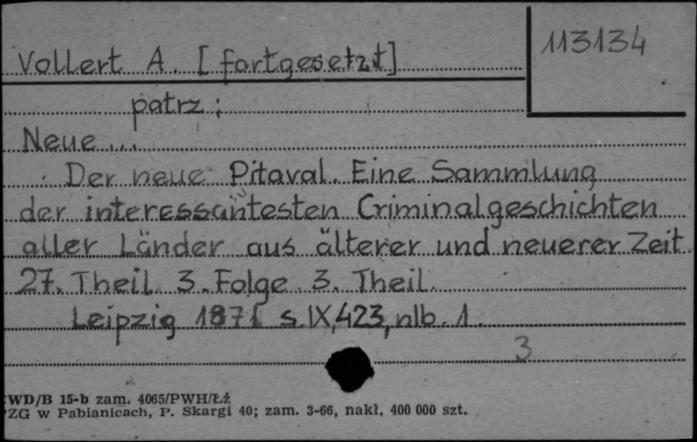 Vollert A. [fortgesetzt]
113134
patrz:
Neue...
Der neue Pitaval. Eine Sammlung
der interessantesten Criminalgeschichten
aller Länder aus älterer und neuerer Zeit.
27. Theil 3. Folge 3. Theil.
Leipzig 1871 s. IX, 423, nlb. 1.
3
WD/B 15-b zam. 4065/PWH/Łź
PZG w Pabianicach, P. Skargi 40; zam. 3-66, nakł. 400 000 szt.